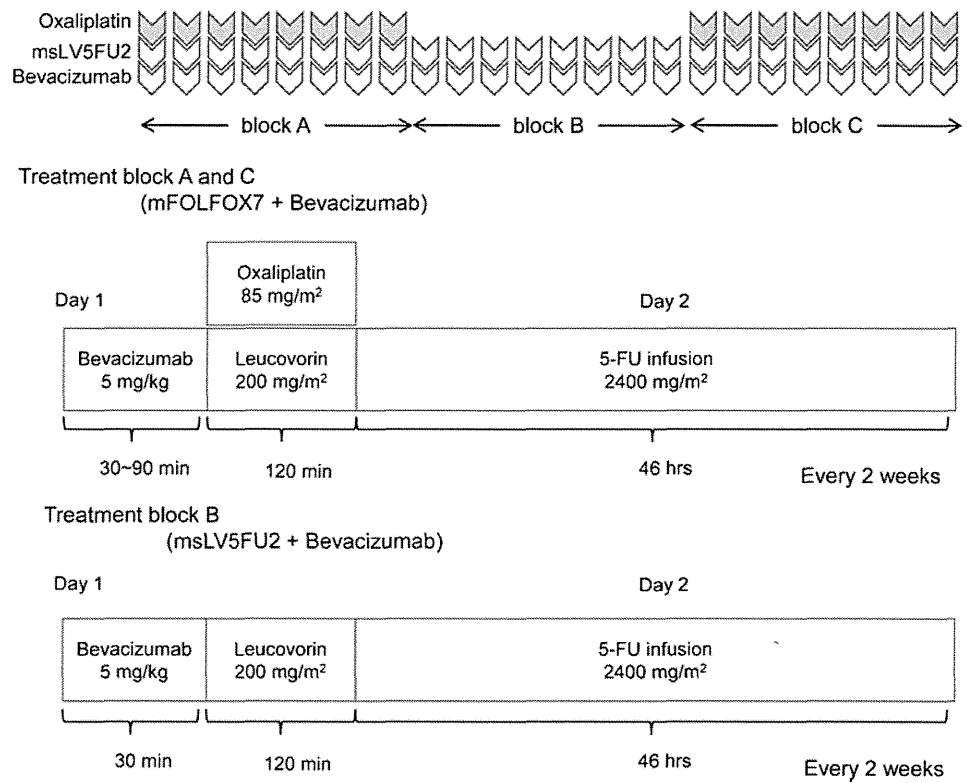 Oxaliplatin
msLV5FU2
Bevacizumab
block A
block B
block C
Treatment block A and C
(mFOLFOX7 + Bevacizumab)
Oxaliplatin
85 mg/m²
Day 1
Day 2
Bevacizumab
5 mg/kg
Leucovorin
200 mg/m²
5-FU infusion
2400 mg/m²
30~90 min
120 min
46 hrs
Every 2 weeks
Treatment block B
(msLV5FU2 + Bevacizumab)
Day 1
Day 2
Bevacizumab
5 mg/kg
Leucovorin
200 mg/m²
5-FU infusion
2400 mg/m²
30 min
120 min
46 hrs
Every 2 weeks